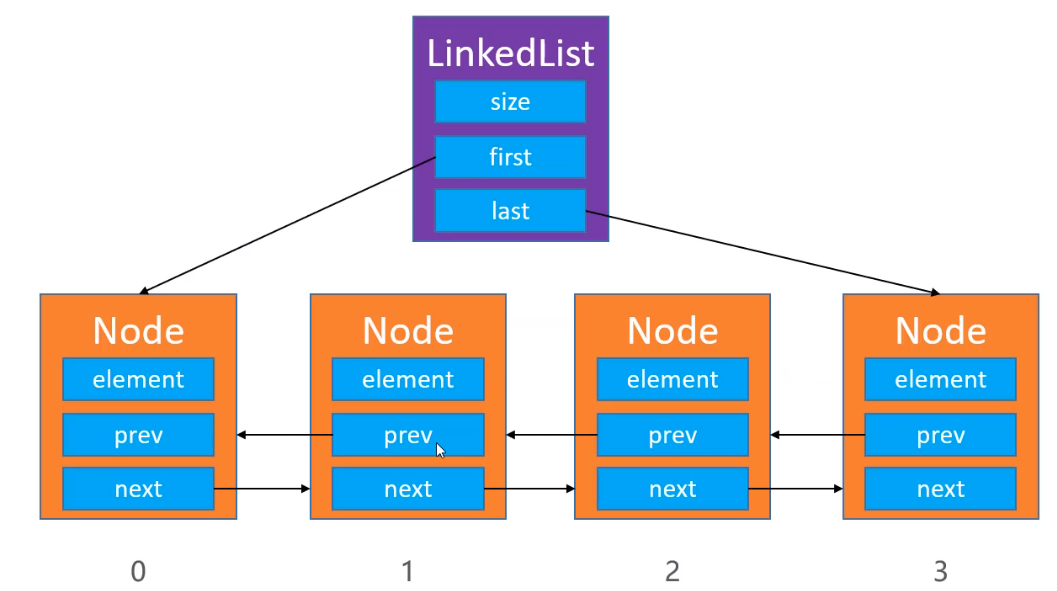 LinkedList
size
first
last
Node
element
prev
next
Node
element
prev
next
Node
element
prev
next
Node
element
prev
next
0
1
2
3